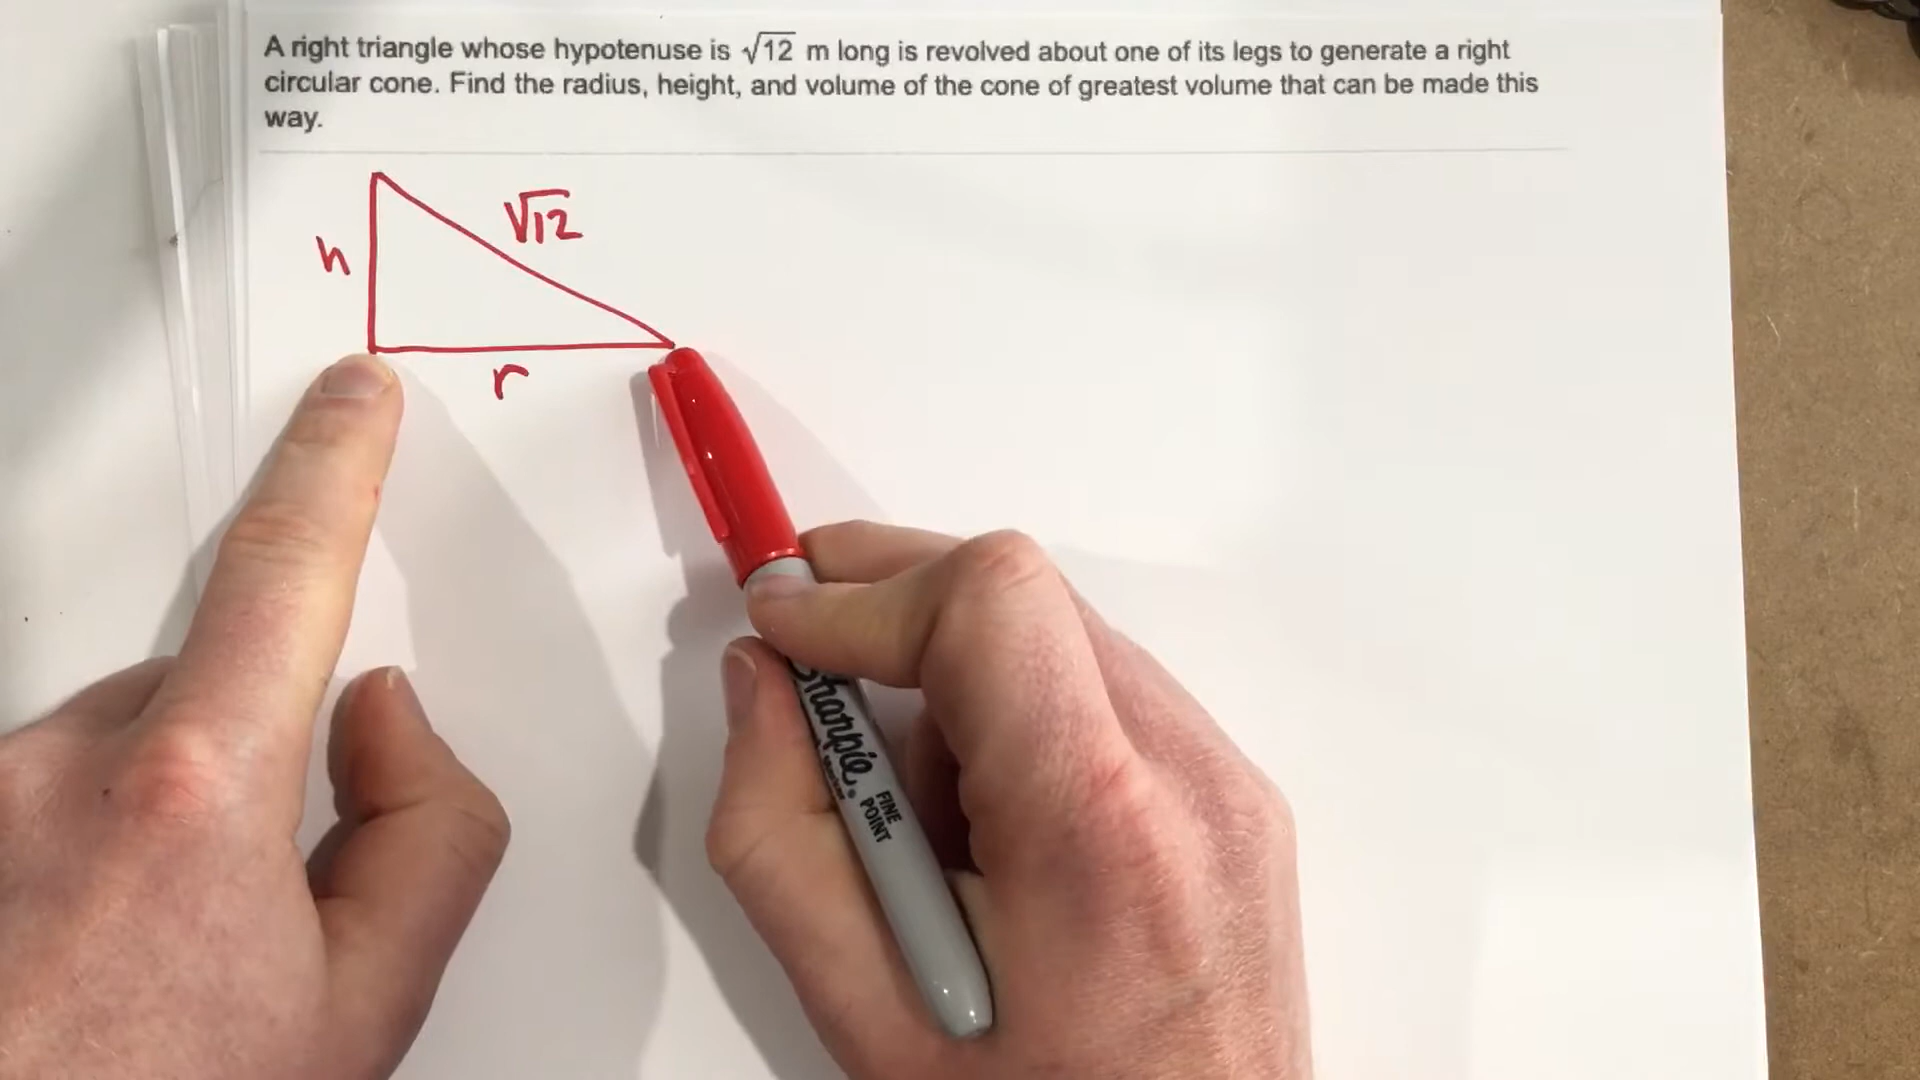 A right triangle whose hypotenuse is √12 m long is revolved about one of its legs to generate a right
circular cone. Find the radius, height, and volume of the cone of greatest volume that can be made this
way.
√12
h
r
Sharpie.
FINE
POINT